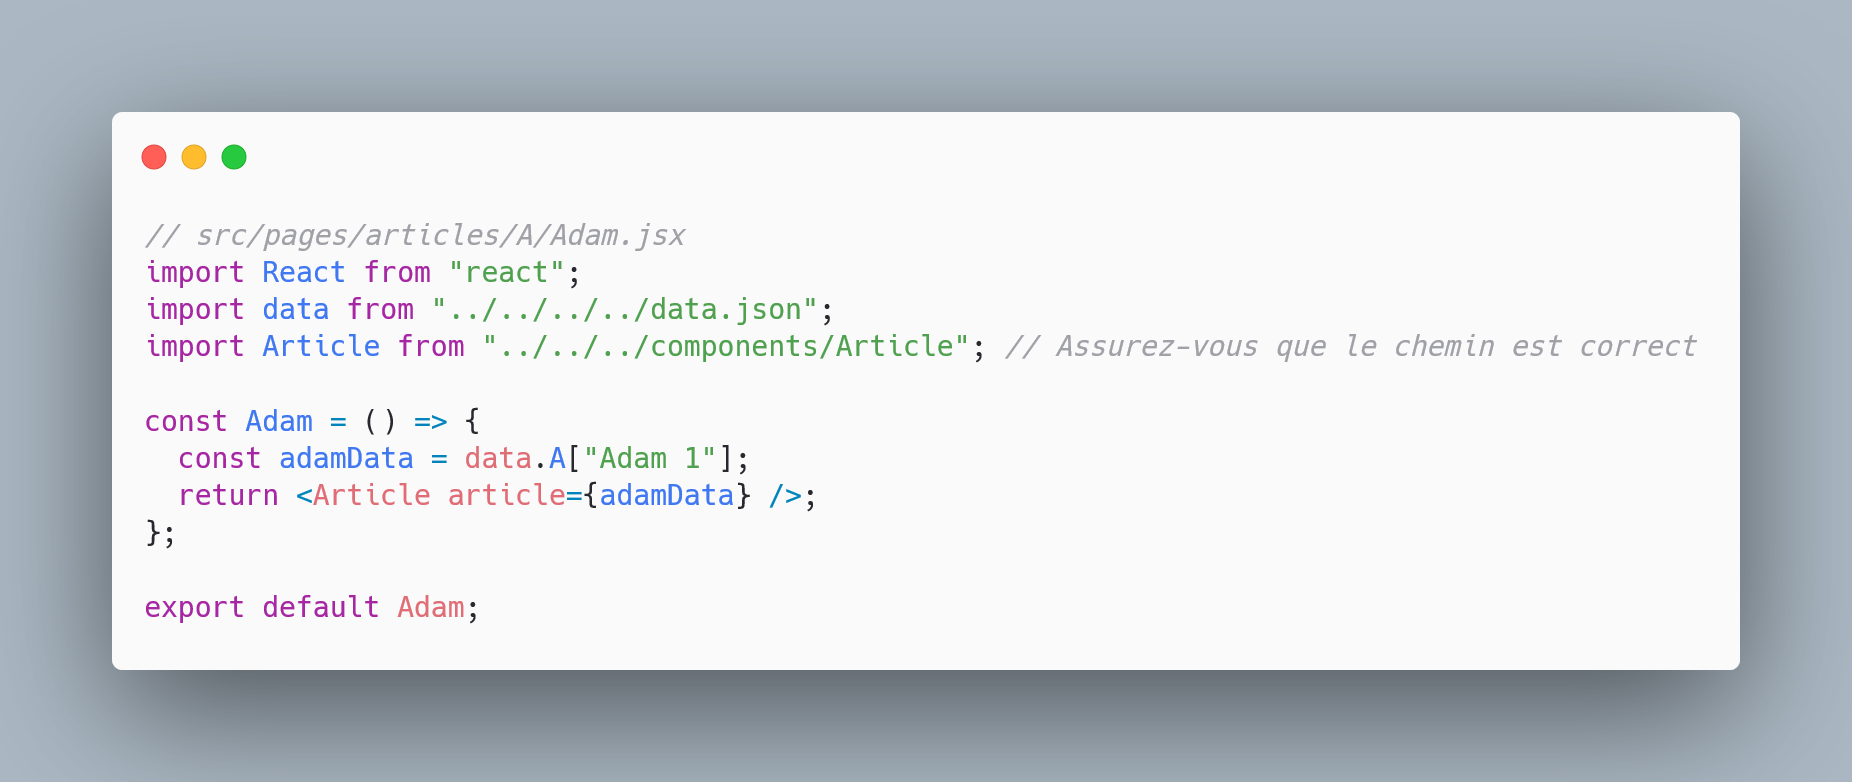 // src/pages/articles/A/Adam.jsx
import React from "react";
import data from "../../../../data.json";
import Article from "../../../components/Article"; // Assurez-vous que le chemin est correct

const Adam = () => {
  const adamData = data.A["Adam 1"];
  return <Article article={adamData} />;
};

export default Adam;